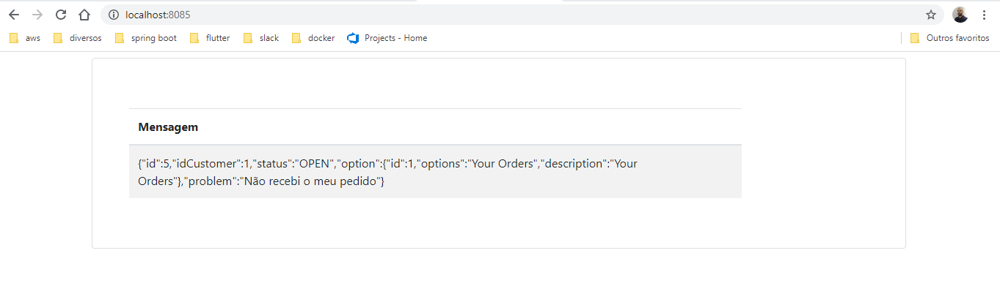 localhost:8085
aws diversos spring boot flutter slack docker Projects - Home Outros favoritos
Mensagem
{"id":5,"idCustomer":1,"status":"OPEN","option":{"id":1,"options":"Your Orders","description":"Your
Orders"},"problem":"Não recebi o meu pedido"}